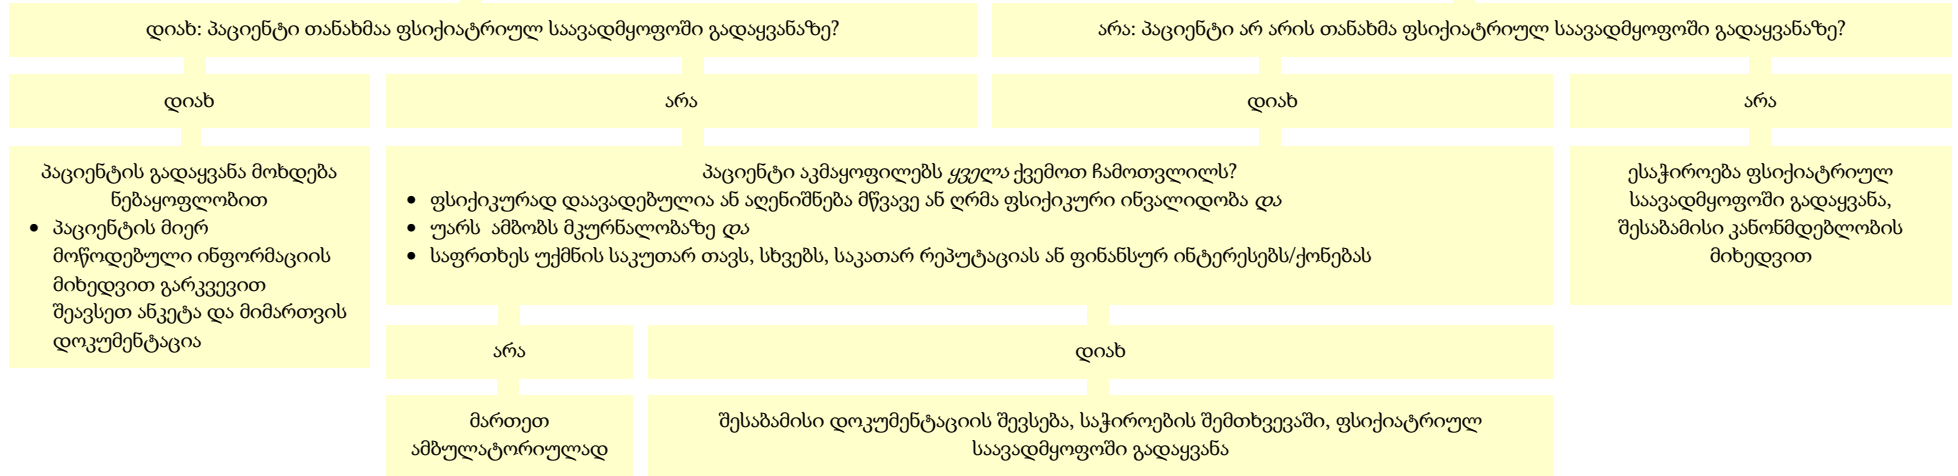 დიახ: პაციენტი თანახმაა ფსიქიატრიულ საავადმყოფოში გადაყვანაზე?
არა: პაციენტი არ არის თანახმა ფსიქიატრიულ საავადმყოფოში გადაყვანაზე?
დიახ
არა
დიახ
არა
პაციენტის გადაყვანა მოხდება
ნებაყოფლობით
• პაციენტის მიერ
მოწოდებული ინფორმაციის
მიხედვით გარკვევით
შეავსეთ ანკეტა და მიმართვის
დოკუმენტაცია
პაციენტი აკმაყოფილებს ყველა ქვემოთ ჩამოთვლილს?
• ფსიქიკურად დაავადებულია ან აღენიშნება მწვავე ან ღრმა ფსიქიკური ინვალიდობა და
• უარს ამბობს მკურნალობაზე და
• საფრთხეს უქმნის საკუთარ თავს, სხვებს, საკათარ რეპუტაციას ან ფინანსურ ინტერესებს/ქონებას
ესაჭიროება ფსიქიატრიულ
საავადმყოფოში გადაყვანა,
შესაბამისი კანონმდებლობის
მიხედვით
არა
დიახ
მართეთ
ამბულატორიულად
შესაბამისი დოკუმენტაციის შევსება, საჭიროების შემთხვევაში, ფსიქიატრიულ
საავადმყოფოში გადაყვანა